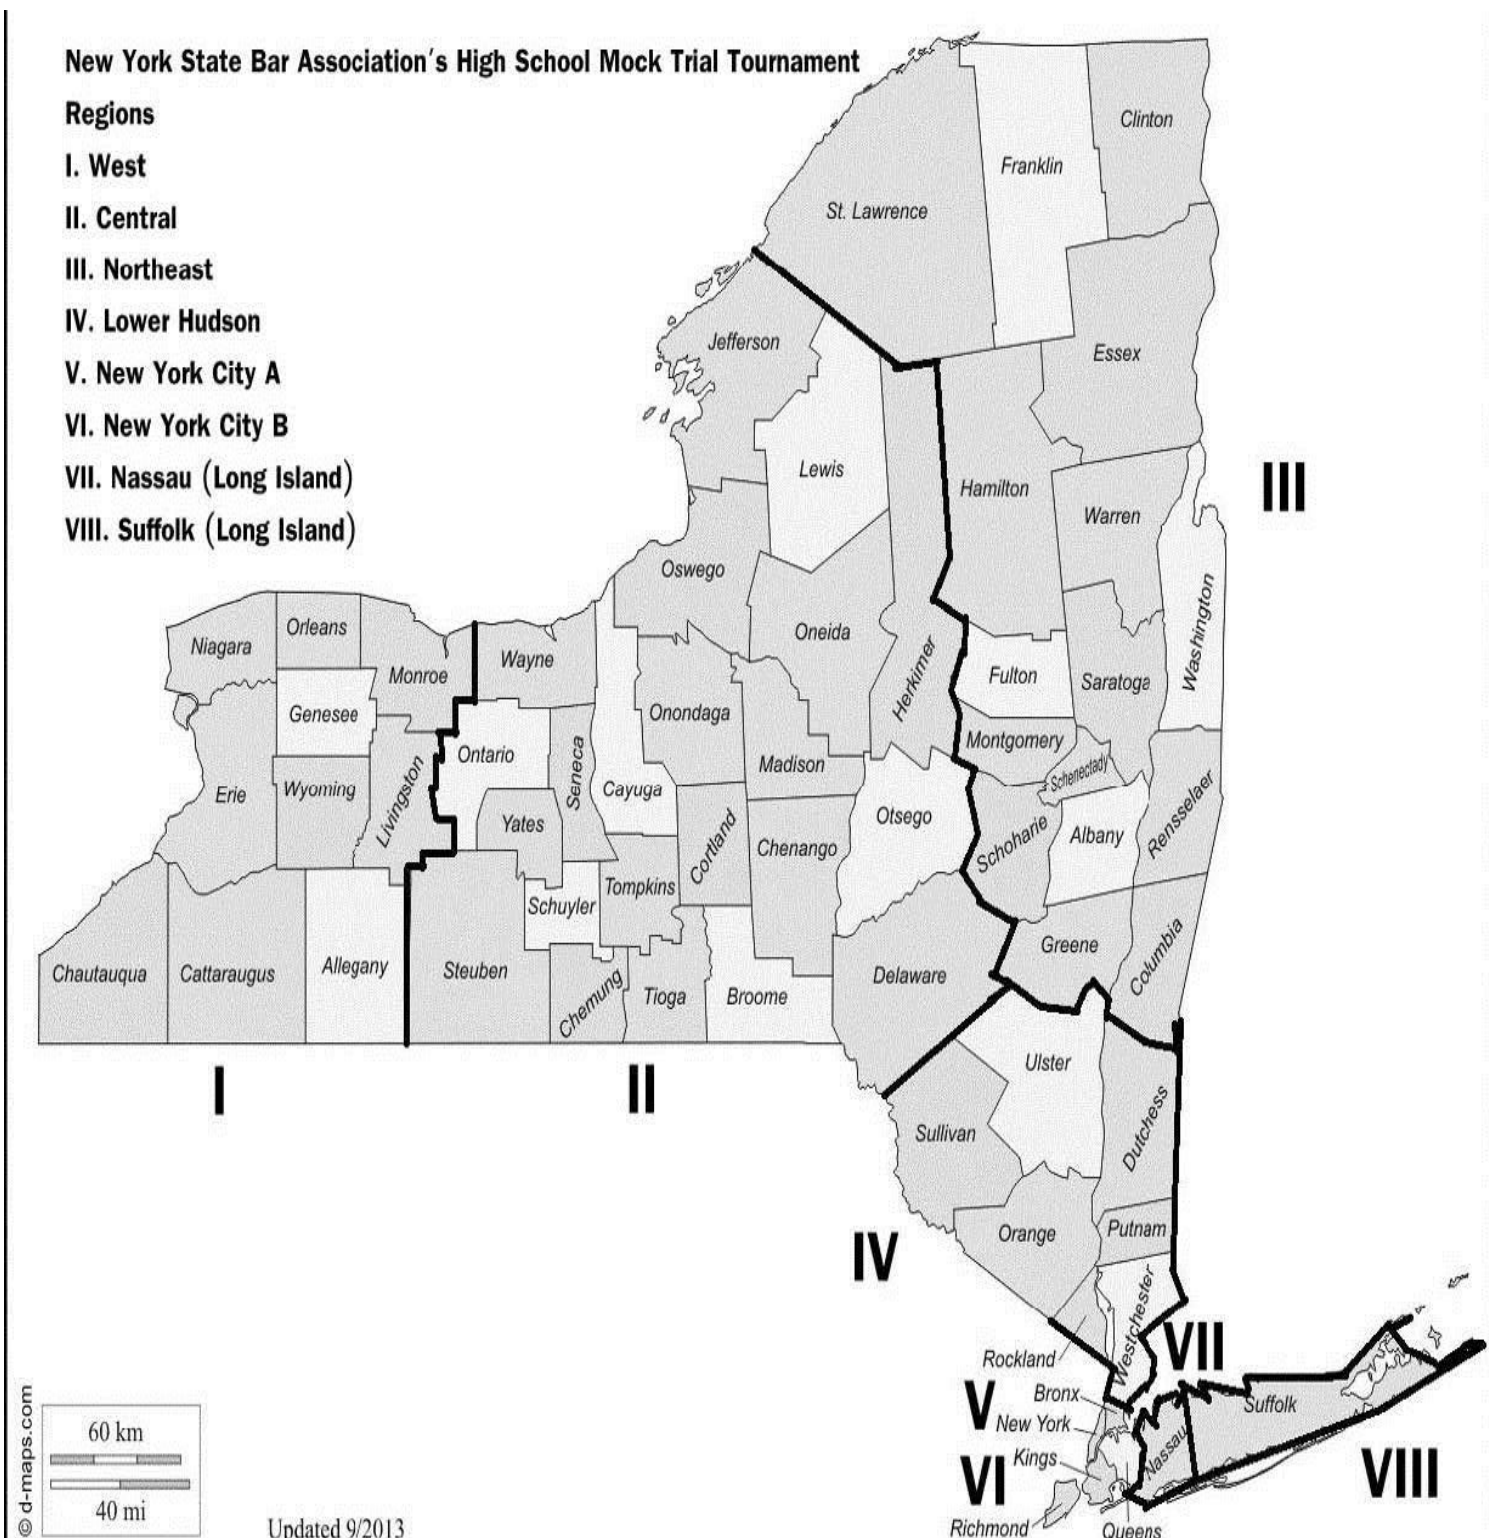 New York State Bar Association's High School Mock Trial Tournament
Regions
I. West
II. Central
III. Northeast
IV. Lower Hudson
V. New York City A
VI. New York City B
VII. Nassau (Long Island)
VIII. Suffolk (Long Island)
Clinton
Franklin
St. Lawrence
Jefferson
Essex
Lewis
Hamilton
III
Warren
Oswego
Washington
Orleans
Niagara
Oneida
Wayne
Monroe
Herkimer
Fulton
Saratoga
Genesee
Onondaga
Ontario
Montgomery
Seneca
Madison
Schenectady
Erie
Wyoming
Livingston
Cayuga
Otsego
Yates
Cortland
Chenango
Schoharie
Albany
Rensselaer
Tompkins
Schuyler
Greene
Columbia
Chautauqua
Cattaraugus
Allegany
Steuben
Chemung
Tioga
Broome
Delaware
Ulster
I
II
Sullivan
Dutchess
Orange
Putnam
IV
Westchester
VII
Rockland
V
Bronx
Suffolk
New York
Nassau
Kings
VI
VIII
Richmond
Queens
© d-maps.com
60 km
40 mi
Updated 9/2013